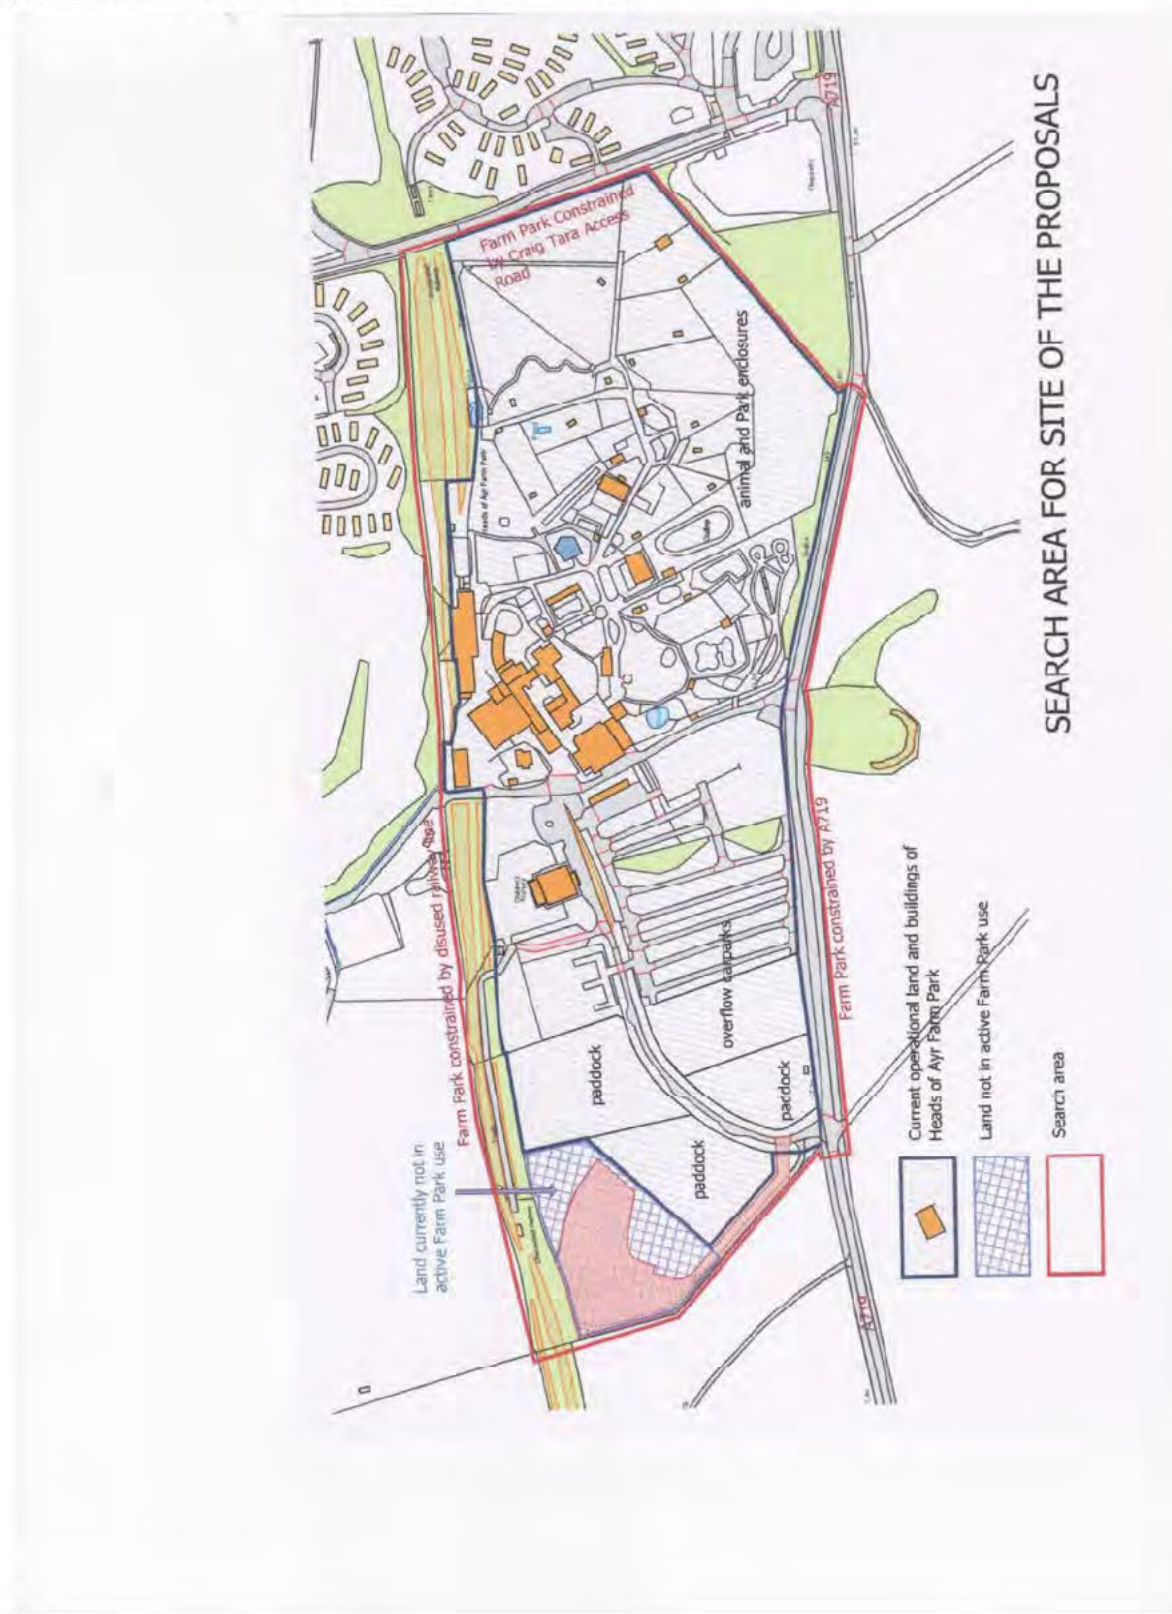 SEARCH AREA FOR SITE OF THE PROPOSALS
A719
Farm Park Constrained
by Craig Tara Access
Road
Heads of Ayr Farm Park
animal and Park enclosures
Farm Park constrained by disused railway
Farm Park constrained by A719
overflow carparks
paddock
paddock
paddock
Land currently not in
active Farm Park use
A719
Current operational land and buildings of
Heads of Ayr Farm Park
Land not in active Farm Park use
Search area